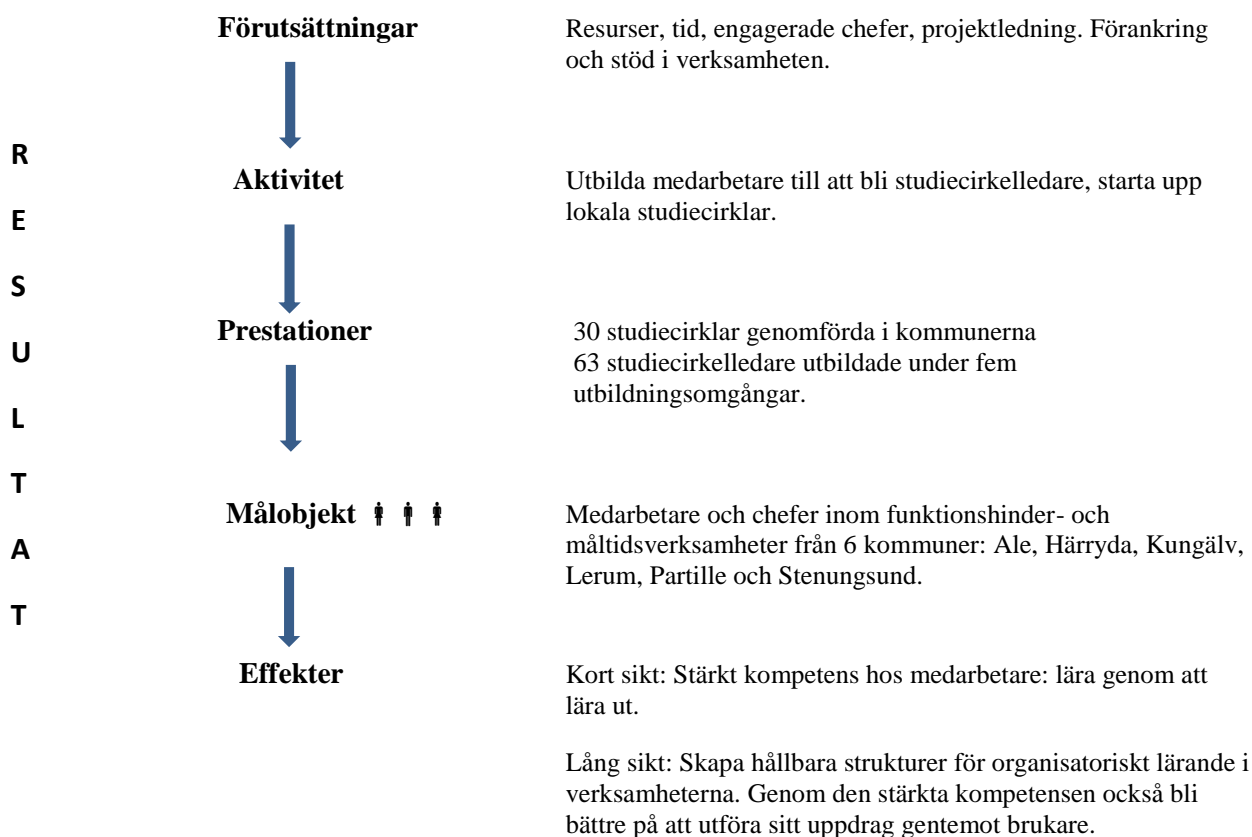 Förutsättningar
Resurser, tid, engagerade chefer, projektledning. Förankring
och stöd i verksamheten.
R
E
S
U
L
T
A
T
Aktivitet
Utbilda medarbetare till att bli studiecirkelledare, starta upp
lokala studiecirklar.
Prestationer
30 studiecirklar genomförda i kommunerna
63 studiecirkelledare utbildade under fem
utbildningsomgångar.
Målobjekt
Medarbetare och chefer inom funktionshinder- och
måltidsverksamheter från 6 kommuner: Ale, Härryda, Kungälv,
Lerum, Partille och Stenungsund.
Effekter
Kort sikt: Stärkt kompetens hos medarbetare: lära genom att
lära ut.
Lång sikt: Skapa hållbara strukturer för organisatoriskt lärande i
verksamheterna. Genom den stärkta kompetensen också bli
bättre på att utföra sitt uppdrag gentemot brukare.